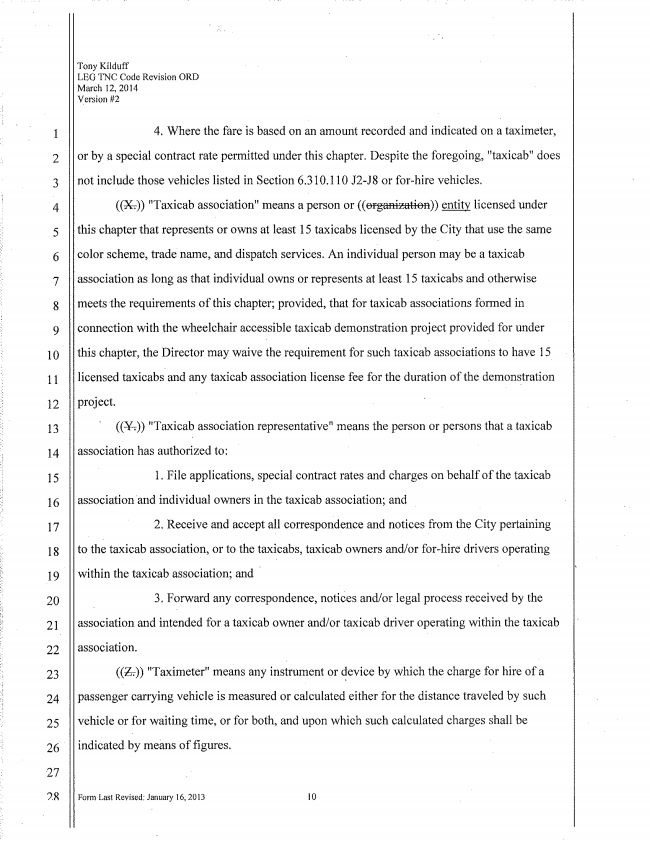 Tony Kilduff
LEG TNC Code Revision ORD
March 12, 2014
Version #2
1 4. Where the fare is based on an amount recorded and indicated on a taximeter,
2 or by a special contract rate permitted under this chapter. Despite the foregoing, "taxicab" does
3 not include those vehicles listed in Section 6.310.110 J2-J8 or for-hire vehicles.
4 ((X.)) "Taxicab association" means a person or ((organization)) entity licensed under
5 this chapter that represents or owns at least 15 taxicabs licensed by the City that use the same
6 color scheme, trade name, and dispatch services. An individual person may be a taxicab
7 association as long as that individual owns or represents at least 15 taxicabs and otherwise
8 meets the requirements of this chapter; provided, that for taxicab associations formed in
9 connection with the wheelchair accessible taxicab demonstration project provided for under
10 this chapter, the Director may waive the requirement for such taxicab associations to have 15
11 licensed taxicabs and any taxicab association license fee for the duration of the demonstration
12 project.
13 ((Y.)) "Taxicab association representative" means the person or persons that a taxicab
14 association has authorized to:
15 1. File applications, special contract rates and charges on behalf of the taxicab
16 association and individual owners in the taxicab association; and
17 2. Receive and accept all correspondence and notices from the City pertaining
18 to the taxicab association, or to the taxicabs, taxicab owners and/or for-hire drivers operating
19 within the taxicab association; and
20 3. Forward any correspondence, notices and/or legal process received by the
21 association and intended for a taxicab owner and/or taxicab driver operating within the taxicab
22 association.
23 ((Z.)) "Taximeter" means any instrument or device by which the charge for hire of a
24 passenger carrying vehicle is measured or calculated either for the distance traveled by such
25 vehicle or for waiting time, or for both, and upon which such calculated charges shall be
26 indicated by means of figures.
27
28 Form Last Revised: January 16, 2013 10